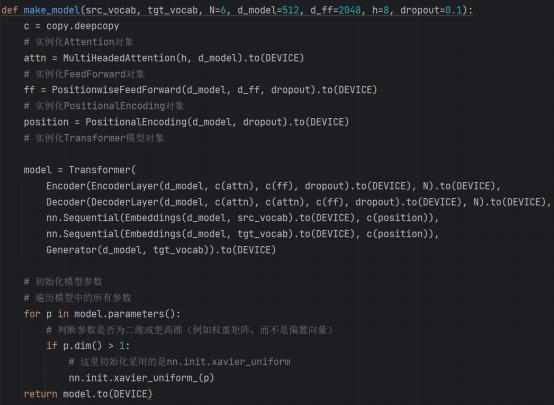 def make_model(src_vocab, tgt_vocab, N=6, d_model=512, d_ff=2048, h=8, dropout=0.1):
    c = copy.deepcopy
    # 实例化Attention对象
    attn = MultiHeadedAttention(h, d_model).to(DEVICE)
    # 实例化FeedForward对象
    ff = PositionwiseFeedForward(d_model, d_ff, dropout).to(DEVICE)
    # 实例化PositionalEncoding对象
    position = PositionalEncoding(d_model, dropout).to(DEVICE)
    # 实例化Transformer模型对象
    model = Transformer(
        Encoder(EncoderLayer(d_model, c(attn), c(ff), dropout).to(DEVICE), N).to(DEVICE),
        Decoder(DecoderLayer(d_model, c(attn), c(attn), c(ff), dropout).to(DEVICE), N).to(DEVICE),
        nn.Sequential(Embeddings(d_model, src_vocab).to(DEVICE), c(position)),
        nn.Sequential(Embeddings(d_model, tgt_vocab).to(DEVICE), c(position)),
        Generator(d_model, tgt_vocab)).to(DEVICE)
    # 初始化模型参数
    # 遍历模型中的所有参数
    for p in model.parameters():
        # 判断参数是否为二维或更高维（例如权重矩阵，而不是偏置向量）
        if p.dim() > 1:
            # 这里初始化采用的是nn.init.xavier_uniform
            nn.init.xavier_uniform_(p)
    return model.to(DEVICE)